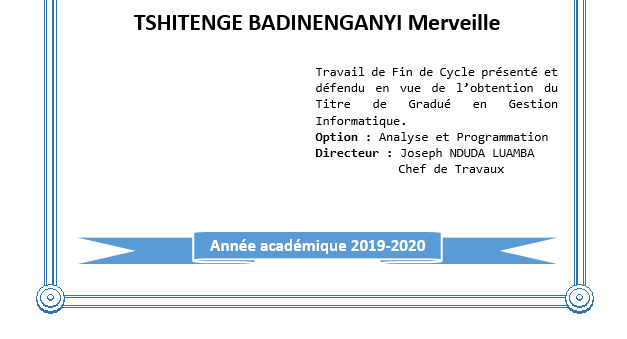 TSHITENGE BADINENGANYI Merveille
Travail de Fin de Cycle présenté et
défendu en vue de l’obtention du
Titre de Gradué en Gestion
Informatique.
Option : Analyse et Programmation
Directeur : Joseph NDUDA LUAMBA
Chef de Travaux
Année académique 2019-2020